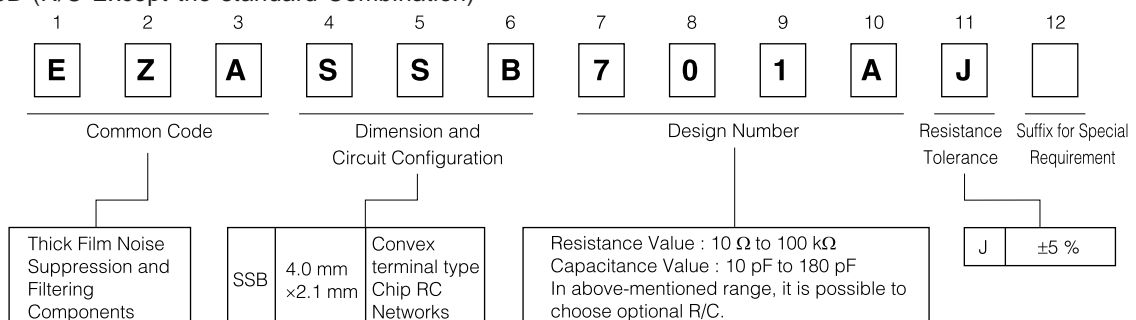 (R/C Except the standard Combination)
1 2 3 4 5 6 7 8 9 10 11 12
E Z A S S B 7 0 1 A J
Common Code
Dimension and
Circuit Configuration
Design Number
Resistance
Tolerance
Suffix for Special
Requirement
Thick Film Noise
Suppression and
Filtering
Components
SSB
4.0 mm
×2.1 mm
Convex
terminal type
Chip RC
Networks
Resistance Value : 10 Ω to 100 kΩ
Capacitance Value : 10 pF to 180 pF
In above-mentioned range, it is possible to
choose optional R/C.
J ±5 %